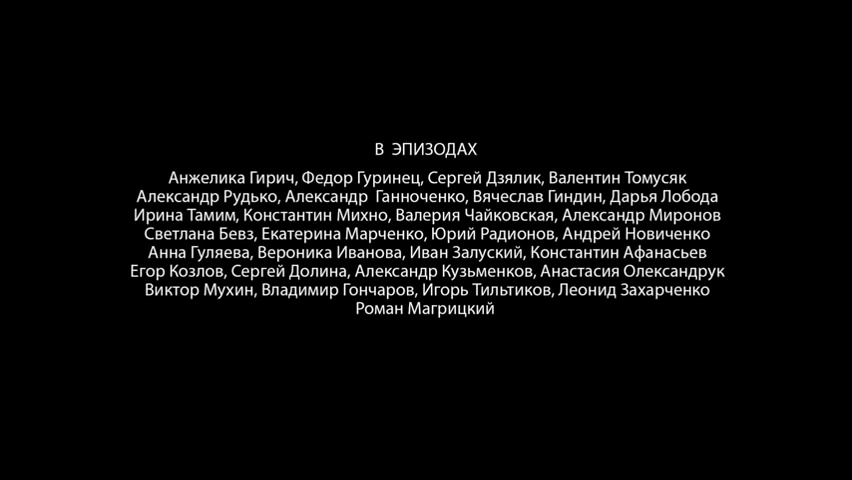 В ЭПИЗОДАХ
Анжелика Гирич, Федор Гуринец, Сергей Дзялик, Валентин Томусяк
Александр Рудько, Александр Ганноченко, Вячеслав Гиндин, Дарья Лобода
Ирина Тамим, Константин Михно, Валерия Чайковская, Александр Миронов
Светлана Бевз, Екатерина Марченко, Юрий Радионов, Андрей Новиченко
Анна Гуляева, Вероника Иванова, Иван Залуский, Константин Афанасьев
Егор Козлов, Сергей Долина, Александр Кузьменков, Анастасия Олександрук
Виктор Мухин, Владимир Гончаров, Игорь Тильтиков, Леонид Захарченко
Роман Магрицкий